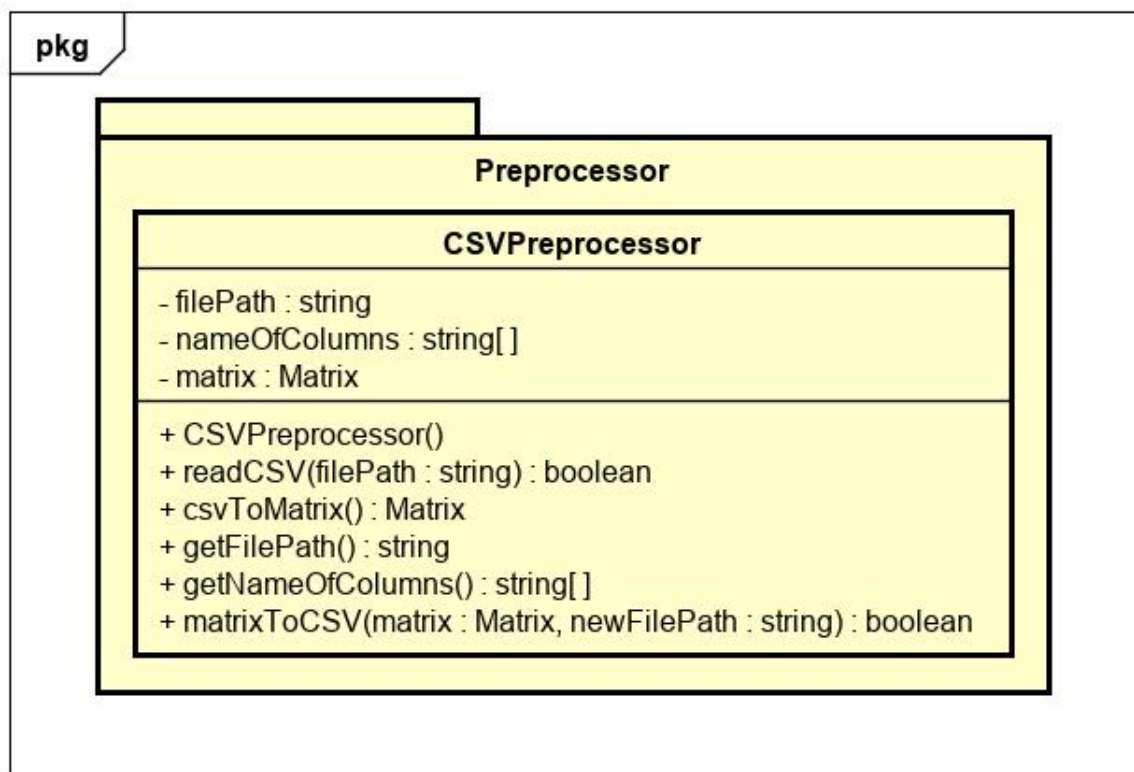 pkg
Preprocessor
CSVPreprocessor
- filePath : string
- nameOfColumns : string[ ]
- matrix : Matrix
+ CSVPreprocessor()
+ readCSV(filePath : string) : boolean
+ csvToMatrix() : Matrix
+ getFilePath() : string
+ getNameOfColumns() : string[ ]
+ matrixToCSV(matrix : Matrix, newFilePath : string) : boolean